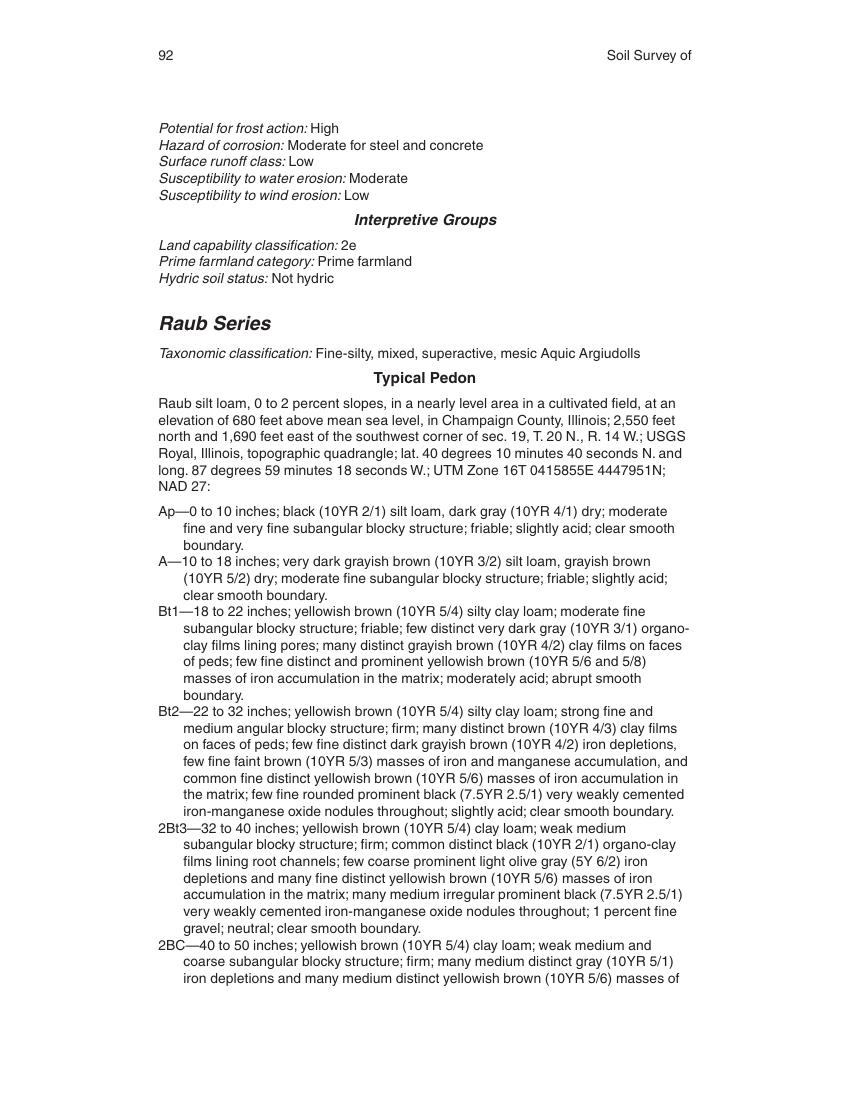 92
Soil Survey of
Potential for frost action: High
Hazard of corrosion: Moderate for steel and concrete
Surface runoff class: Low
Susceptibility to water erosion: Moderate
Susceptibility to wind erosion: Low
Interpretive Groups
Land capability classification: 2e
Prime farmland category: Prime farmland
Hydric soil status: Not hydric
Raub Series
Taxonomic classification: Fine-silty, mixed, superactive, mesic Aquic Argiudolls
Typical Pedon
Raub silt loam, 0 to 2 percent slopes, in a nearly level area in a cultivated field, at an
elevation of 680 feet above mean sea level, in Champaign County, Illinois; 2,550 feet
north and 1,690 feet east of the southwest corner of sec. 19, T. 20 N., R. 14 W.; USGS
Royal, Illinois, topographic quadrangle; lat. 40 degrees 10 minutes 40 seconds N. and
long. 87 degrees 59 minutes 18 seconds W.; UTM Zone 16T 0415855E 4447951N;
NAD 27:
Ap—0 to 10 inches; black (10YR 2/1) silt loam, dark gray (10YR 4/1) dry; moderate
fine and very fine subangular blocky structure; friable; slightly acid; clear smooth
boundary.
A—10 to 18 inches; very dark grayish brown (10YR 3/2) silt loam, grayish brown
(10YR 5/2) dry; moderate fine subangular blocky structure; friable; slightly acid;
clear smooth boundary.
Bt1—18 to 22 inches; yellowish brown (10YR 5/4) silty clay loam; moderate fine
subangular blocky structure; friable; few distinct very dark gray (10YR 3/1) organo-
clay films lining pores; many distinct grayish brown (10YR 4/2) clay films on faces
of peds; few fine distinct and prominent yellowish brown (10YR 5/6 and 5/8)
masses of iron accumulation in the matrix; moderately acid; abrupt smooth
boundary.
Bt2—22 to 32 inches; yellowish brown (10YR 5/4) silty clay loam; strong fine and
medium angular blocky structure; firm; many distinct brown (10YR 4/3) clay films
on faces of peds; few fine distinct dark grayish brown (10YR 4/2) iron depletions,
few fine faint brown (10YR 5/3) masses of iron and manganese accumulation, and
common fine distinct yellowish brown (10YR 5/6) masses of iron accumulation in
the matrix; few fine rounded prominent black (7.5YR 2.5/1) very weakly cemented
iron-manganese oxide nodules throughout; slightly acid; clear smooth boundary.
2Bt3—32 to 40 inches; yellowish brown (10YR 5/4) clay loam; weak medium
subangular blocky structure; firm; common distinct black (10YR 2/1) organo-clay
films lining root channels; few coarse prominent light olive gray (5Y 6/2) iron
depletions and many fine distinct yellowish brown (10YR 5/6) masses of iron
accumulation in the matrix; many medium irregular prominent black (7.5YR 2.5/1)
very weakly cemented iron-manganese oxide nodules throughout; 1 percent fine
gravel; neutral; clear smooth boundary.
2BC—40 to 50 inches; yellowish brown (10YR 5/4) clay loam; weak medium and
coarse subangular blocky structure; firm; many medium distinct gray (10YR 5/1)
iron depletions and many medium distinct yellowish brown (10YR 5/6) masses of